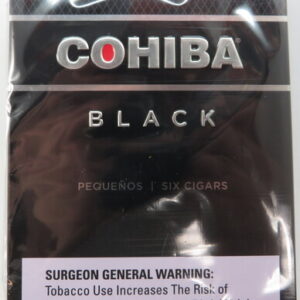 COHIBA
BLACK
PEQUEÑOS | SIX CIGARS
SURGEON GENERAL WARNING:
Tobacco Use Increases The Risk of